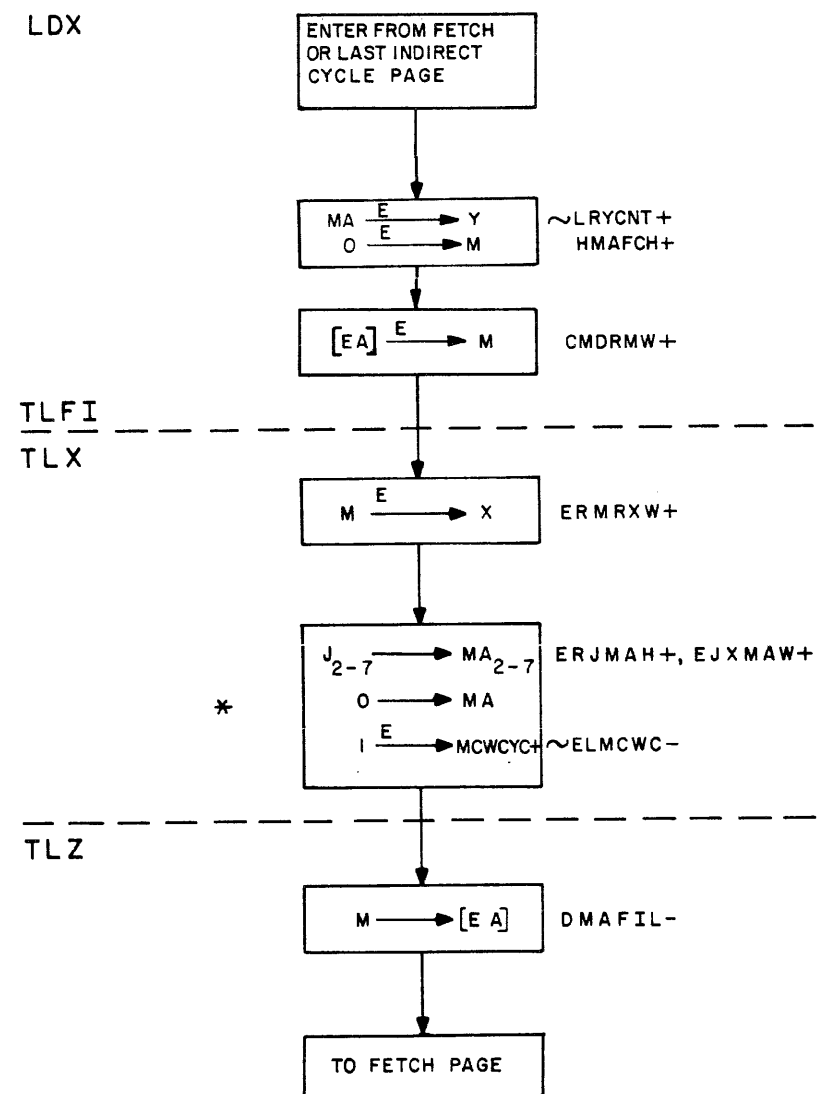 LDX
ENTER FROM FETCH
OR LAST INDIRECT
CYCLE PAGE
MA E Y ~LRYCNT+
O E M HMAFCH+
[EA] E M CMDRMW+
TLFI
TLX
M E X ERMRXW+
J2-7 MA2-7 ERJMAH+, EJXMAW+
* O MA
I E MCWCYC+ ~ELMCWC-
TLZ
M [E A] DMAFIL-
TO FETCH PAGE